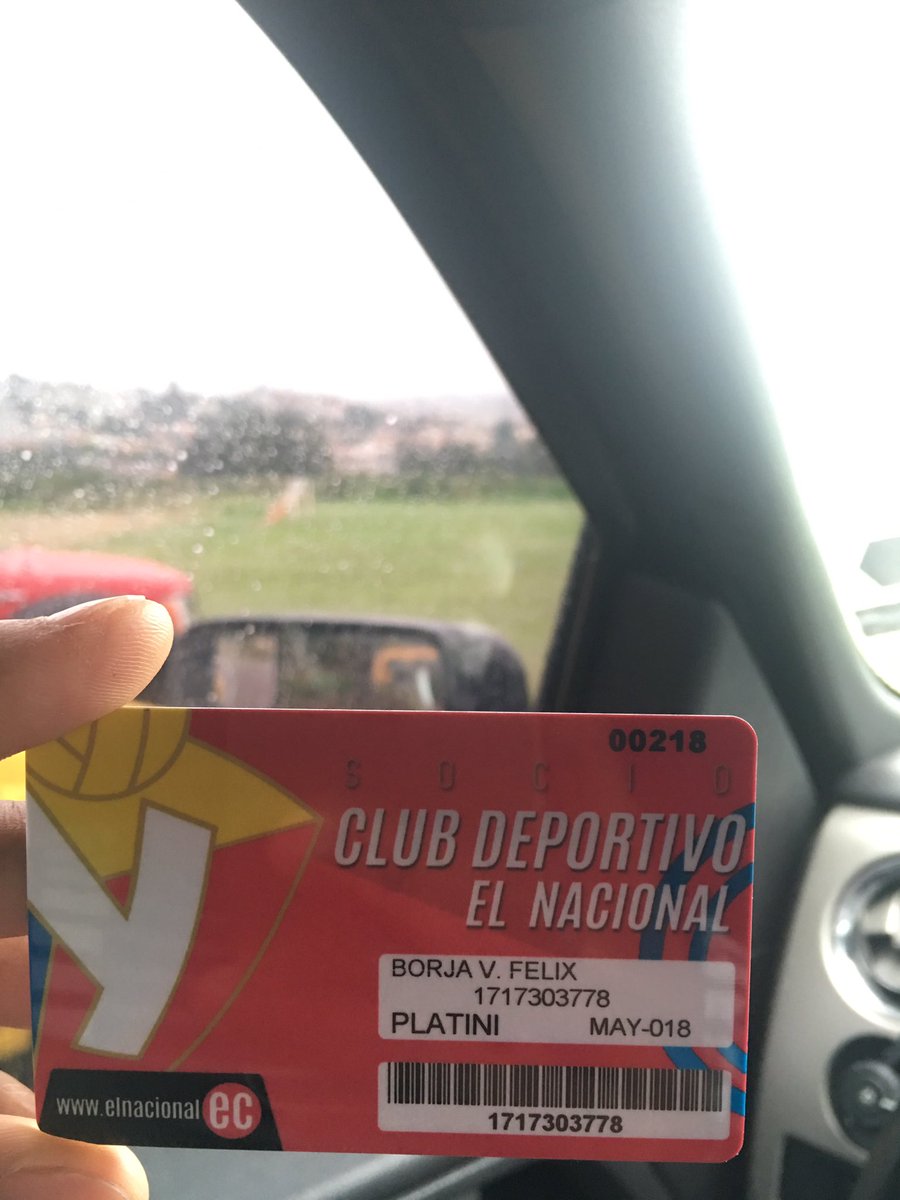 00218
SOCIO
CLUB DEPORTIVO
EL NACIONAL
BORJA V. FELIX
1717303778
PLATINI MAY-018
www.elnacional ec
1717303778